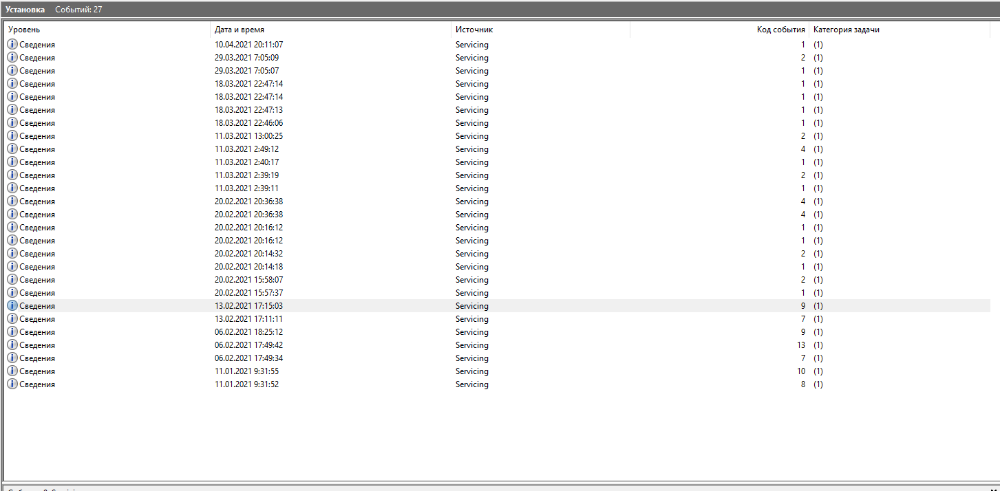 Установка Событий: 27
Уровень Дата и время Источник Код события Категория задачи
Сведения 10.04.2021 20:11:07 Servicing 1 (1)
Сведения 29.03.2021 7:05:09 Servicing 2 (1)
Сведения 29.03.2021 7:05:07 Servicing 1 (1)
Сведения 18.03.2021 22:47:14 Servicing 1 (1)
Сведения 18.03.2021 22:47:14 Servicing 1 (1)
Сведения 18.03.2021 22:47:13 Servicing 1 (1)
Сведения 18.03.2021 22:46:06 Servicing 1 (1)
Сведения 11.03.2021 13:00:25 Servicing 2 (1)
Сведения 11.03.2021 2:49:12 Servicing 4 (1)
Сведения 11.03.2021 2:40:17 Servicing 1 (1)
Сведения 11.03.2021 2:39:19 Servicing 2 (1)
Сведения 11.03.2021 2:39:11 Servicing 1 (1)
Сведения 20.02.2021 20:36:38 Servicing 4 (1)
Сведения 20.02.2021 20:36:38 Servicing 4 (1)
Сведения 20.02.2021 20:16:12 Servicing 1 (1)
Сведения 20.02.2021 20:16:12 Servicing 1 (1)
Сведения 20.02.2021 20:14:32 Servicing 2 (1)
Сведения 20.02.2021 20:14:18 Servicing 1 (1)
Сведения 20.02.2021 15:58:07 Servicing 2 (1)
Сведения 20.02.2021 15:57:37 Servicing 1 (1)
Сведения 13.02.2021 17:15:03 Servicing 9 (1)
Сведения 13.02.2021 17:11:11 Servicing 7 (1)
Сведения 06.02.2021 18:25:12 Servicing 9 (1)
Сведения 06.02.2021 17:49:42 Servicing 13 (1)
Сведения 06.02.2021 17:49:34 Servicing 7 (1)
Сведения 11.01.2021 9:31:55 Servicing 10 (1)
Сведения 11.01.2021 9:31:52 Servicing 8 (1)